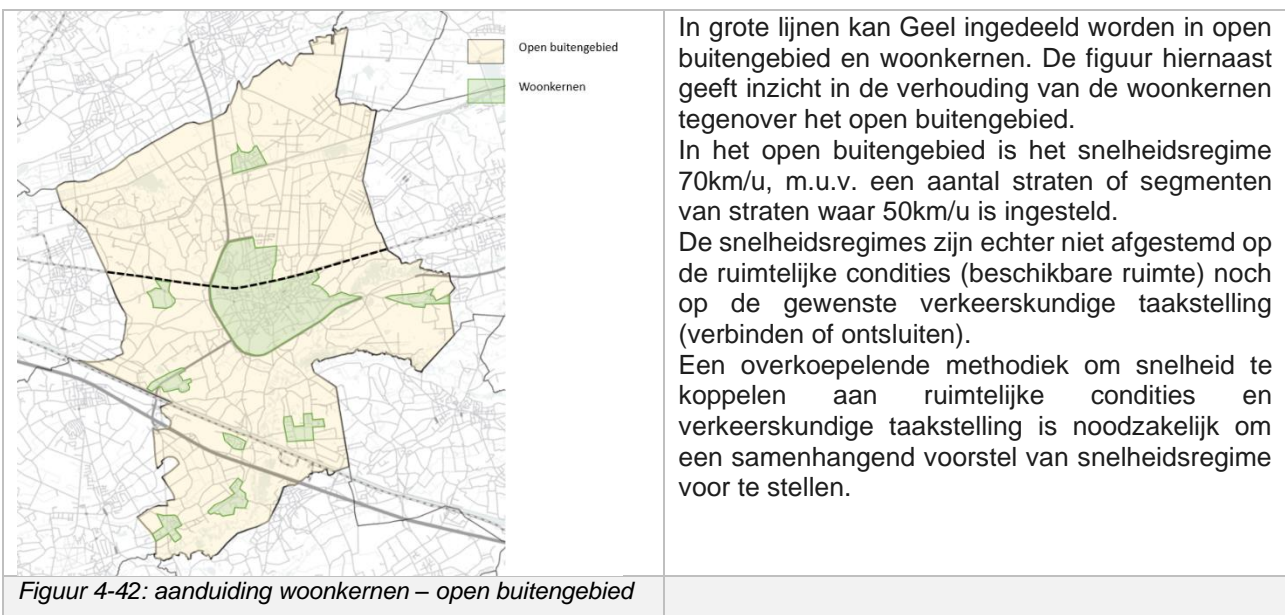 Open buitengebied
Woonkernen
Figuur 4-42: aanduiding woonkernen – open buitengebied
In grote lijnen kan Geel ingedeeld worden in open
buitengebied en woonkernen. De figuur hiernaast
geeft inzicht in de verhouding van de woonkernen
tegenover het open buitengebied.
In het open buitengebied is het snelheidsregime
70km/u, m.u.v. een aantal straten of segmenten
van straten waar 50km/u is ingesteld.
De snelheidsregimes zijn echter niet afgestemd op
de ruimtelijke condities (beschikbare ruimte) noch
op de gewenste verkeerskundige taakstelling
(verbinden of ontsluiten).
Een overkoepelende methodiek om snelheid te
koppelen aan ruimtelijke condities en
verkeerskundige taakstelling is noodzakelijk om
een samenhangend voorstel van snelheidsregime
voor te stellen.